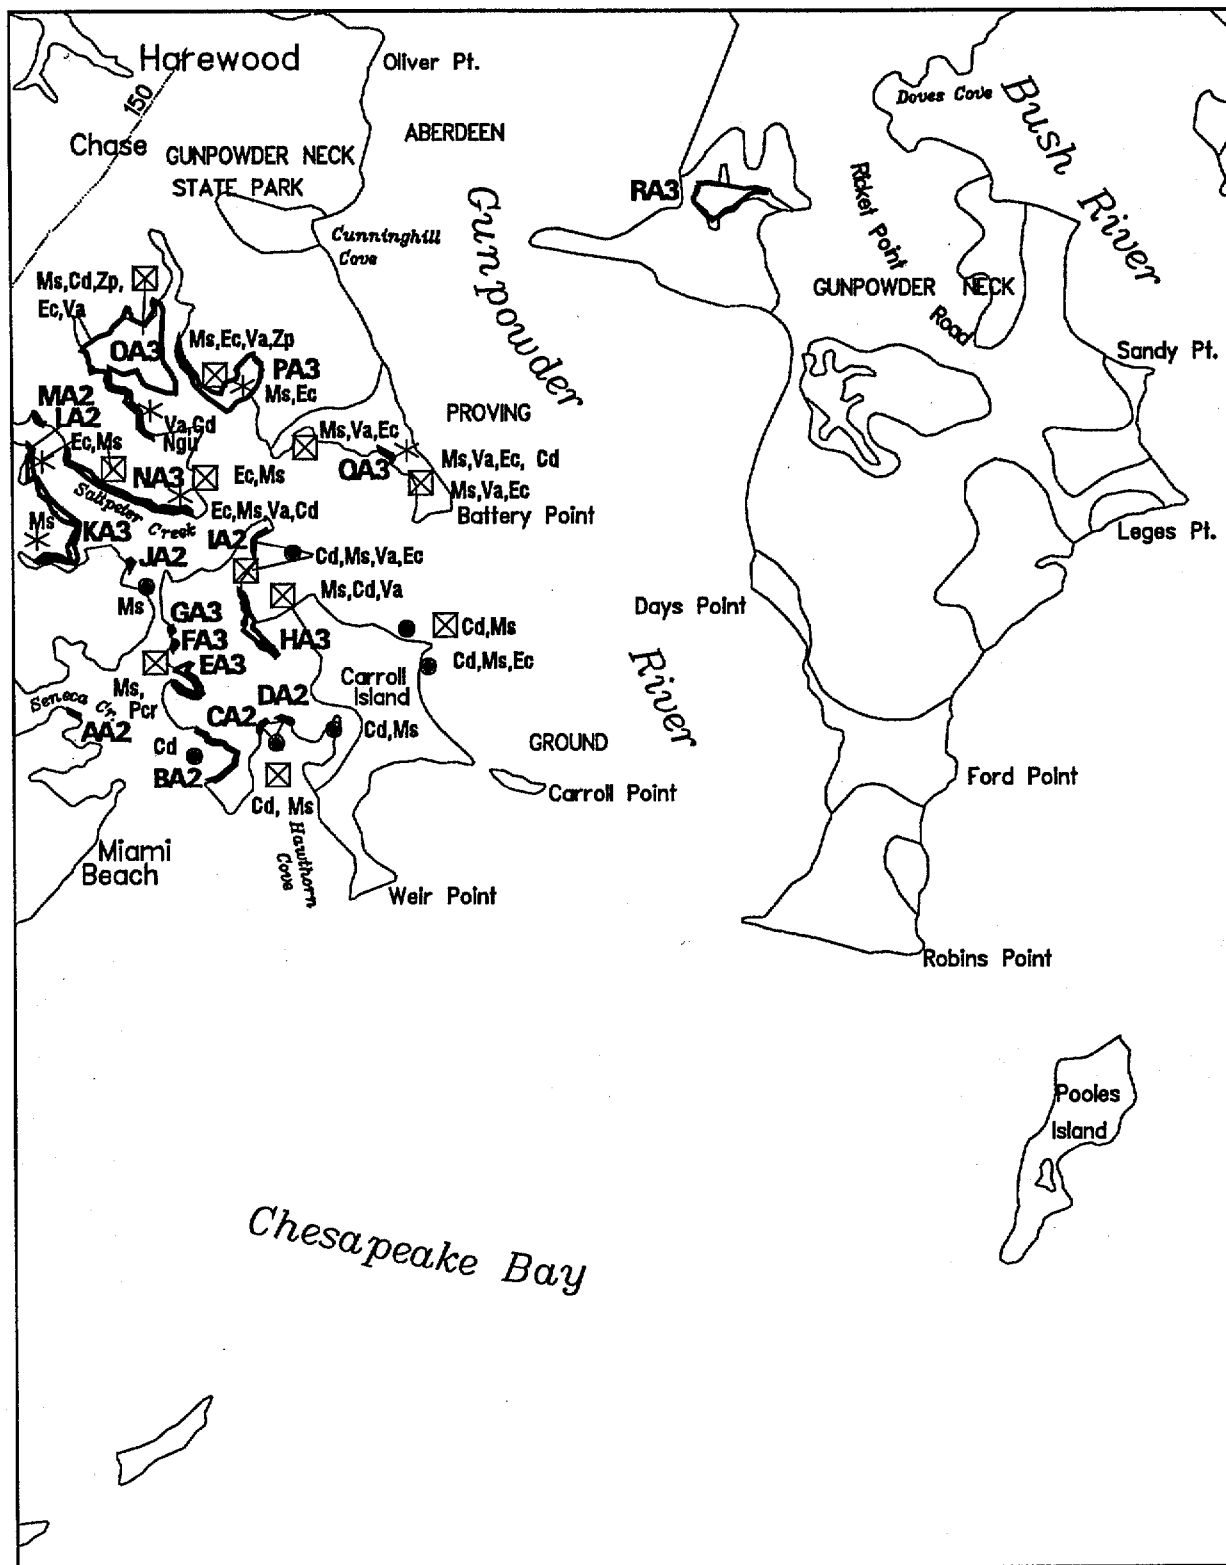 Harewood
Oliver Pt.
150
Doves Cove
Bush River
Chase
ABERDEEN
GUNPOWDER NECK
STATE PARK
RA3
Ricket Point
Cunninghill
Cove
Gunpowder
Ms,Cd,Zp,
Ec,Va
GUNPOWDER NECK
Road
OA3
Ms,Ec,Va,Zp
PA3
Ms,Ec
Sandy Pt.
MA2
LA2
Va,Cd
Ngu
PROVING
Ec,Ms
Ms,Va,Ec
QA3
Ms,Va,Ec, Cd
NA3
Ec,Ms
Ms,Va,Ec
Saltpeter Creek
Ec,Ms,Va,Cd
Battery Point
Ms
KA3
IA2
Leges Pt.
JA2
Cd,Ms,Va,Ec
Ms
Ms,Cd,Va
Days Point
GA3
FA3
HA3
Cd,Ms
EA3
Cd,Ms,Ec
River
Ms,
Pcr
Carroll
Island
Seneca Cr.
DA2
CA2
AA2
Cd,Ms
Cd
GROUND
BA2
Ford Point
Carroll Point
Cd, Ms
Hawthorn
Cove
Miami
Beach
Weir Point
Robins Point
Pooles
Island
Chesapeake Bay